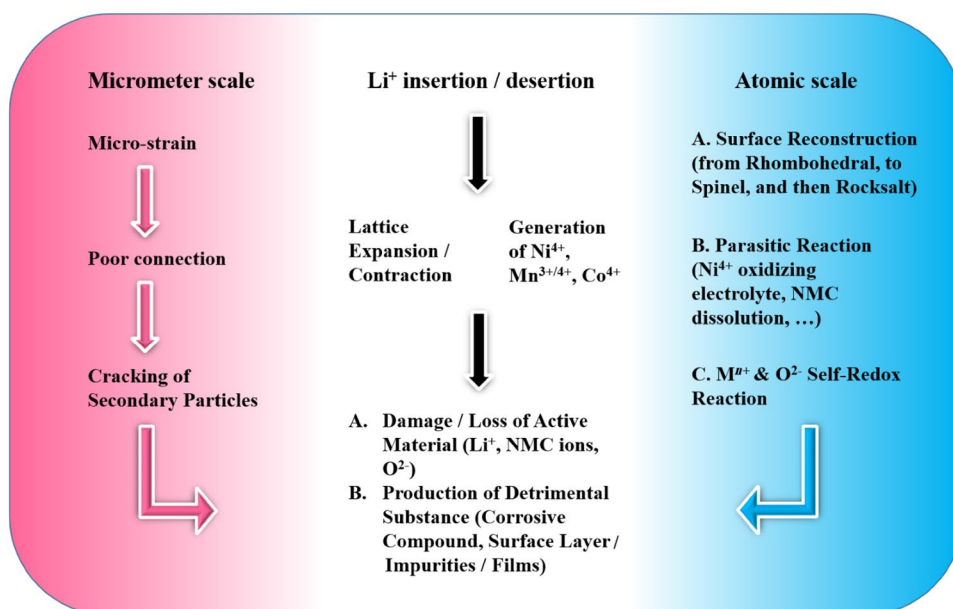 Micrometer scale
Micro-strain
Poor connection
Cracking of
Secondary Particles
Li⁺ insertion / desertion
Lattice
Expansion /
Contraction
Generation
of Ni⁴⁺,
Mn³⁺/⁴⁺, Co⁴⁺
A. Damage / Loss of Active
Material (Li⁺, NMC ions,
O²⁻)
B. Production of Detrimental
Substance (Corrosive
Compound, Surface Layer /
Impurities / Films)
Atomic scale
A. Surface Reconstruction
(from Rhombohedral, to
Spinel, and then Rocksalt)
B. Parasitic Reaction
(Ni⁴⁺ oxidizing
electrolyte, NMC
dissolution, …)
C. Mⁿ⁺ & O²⁻ Self-Redox
Reaction